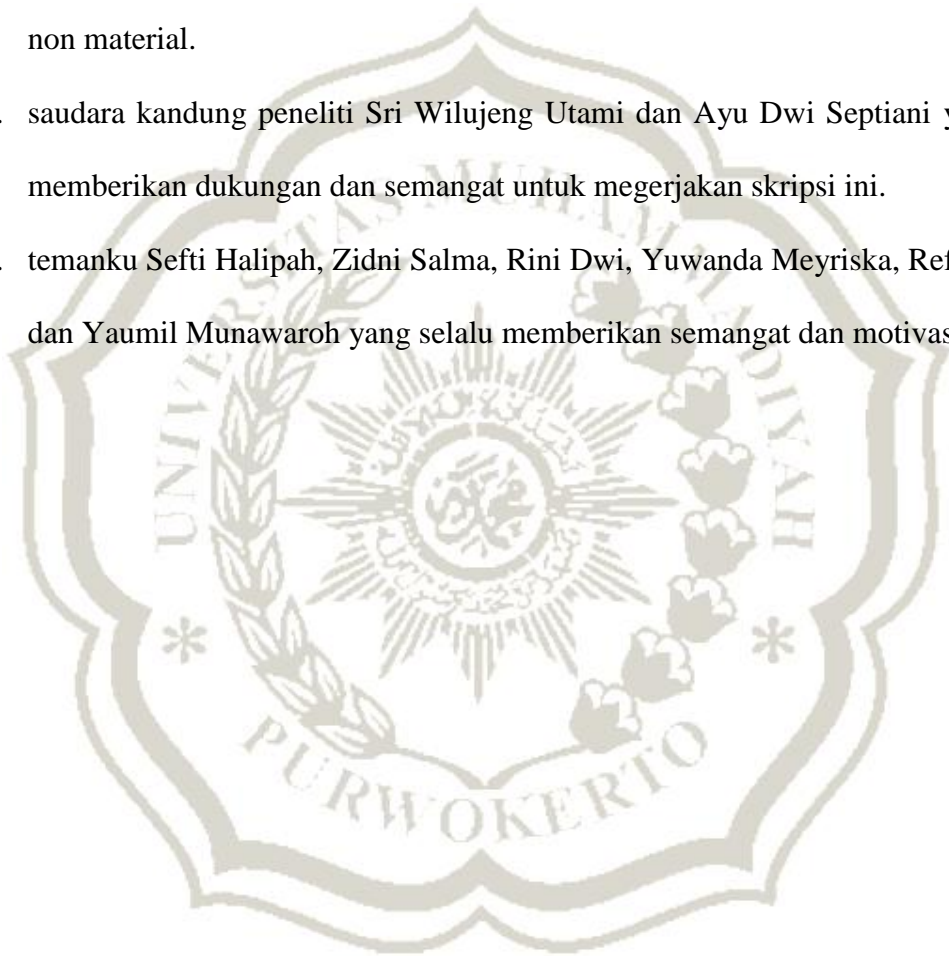 non material.
. saudara kandung peneliti Sri Wilujeng Utami dan Ayu Dwi Septiani
memberikan dukungan dan semangat untuk megerjakan skripsi ini.
. temanku Sefti Halipah, Zidni Salma, Rini Dwi, Yuwanda Meyriska,
dan Yaumil Munawaroh yang selalu memberikan semangat dan
UNIVERSITAS MUHAMMADIYAH
PURWOKERTO